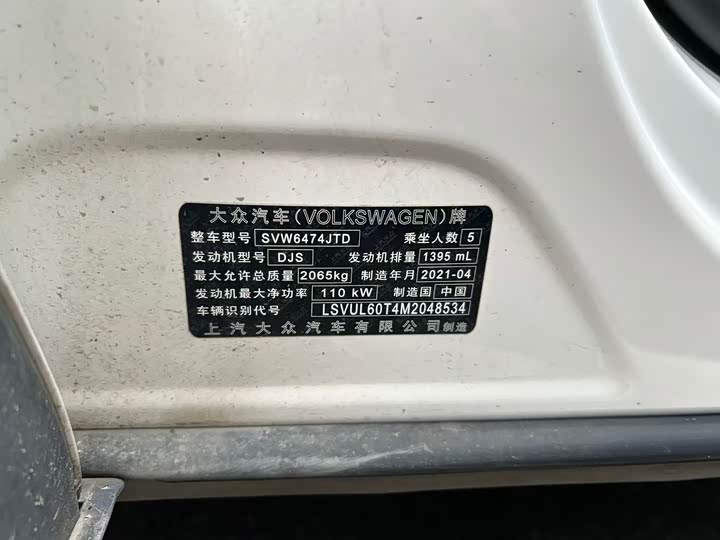 大众汽车(VOLKSWAGEN)牌
整车型号 SVW6474JTD 乘坐人数 5
发动机型号 DJS 发动机排量 1395 mL
最大允许总质量 2065kg 制造年月 2021-04
发动机最大净功率 110 kW 制造国 中国
车辆识别代号 LSVUL60T4M2048534
上汽大众汽车有限公司制造